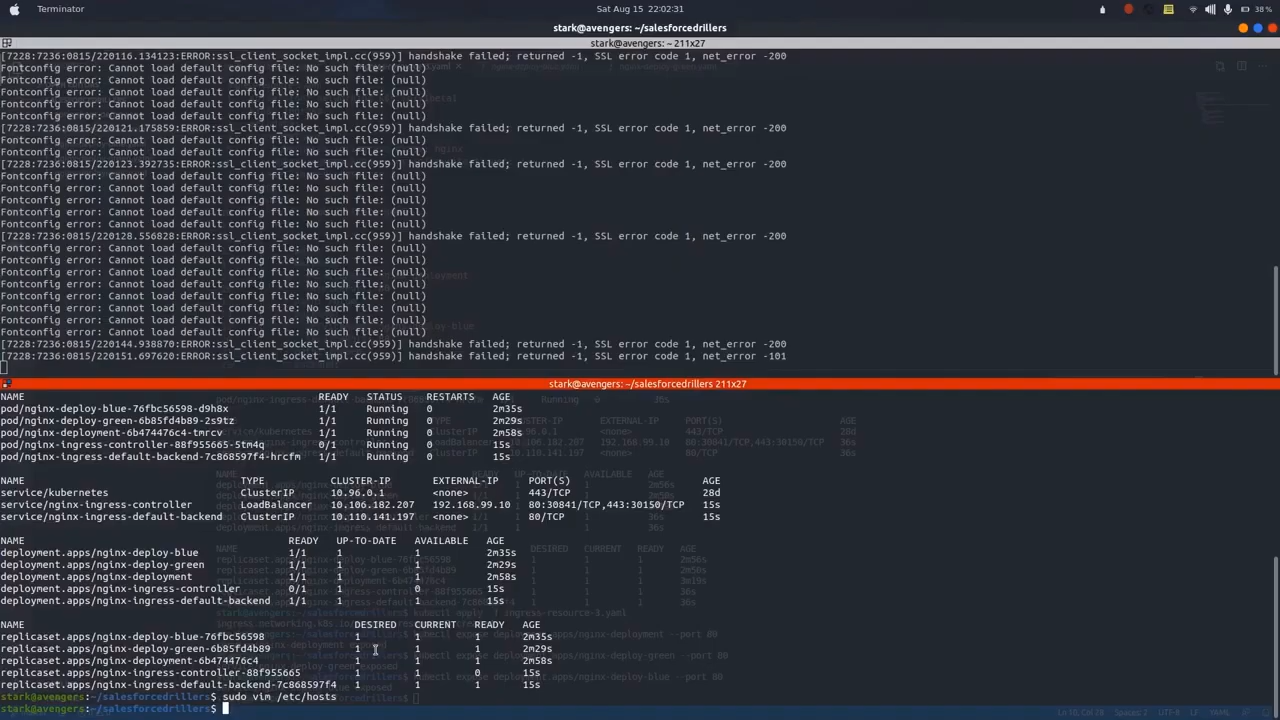 Terminator
Sat Aug 15 22:02:31
38 %
stark@avengers: ~/salesforcedrillers
stark@avengers: ~ 211x27
[7228:7236:0815/220116.134123:ERROR:ssl_client_socket_impl.cc(959)] handshake failed; returned -1, SSL error code 1, net_error -200
Fontconfig error: Cannot load default config file: No such file: (null)
Fontconfig error: Cannot load default config file: No such file: (null)
Fontconfig error: Cannot load default config file: No such file: (null)
Fontconfig error: Cannot load default config file: No such file: (null)
Fontconfig error: Cannot load default config file: No such file: (null)
[7228:7236:0815/220121.175859:ERROR:ssl_client_socket_impl.cc(959)] handshake failed; returned -1, SSL error code 1, net_error -200
Fontconfig error: Cannot load default config file: No such file: (null)
Fontconfig error: Cannot load default config file: No such file: (null)
[7228:7236:0815/220123.392735:ERROR:ssl_client_socket_impl.cc(959)] handshake failed; returned -1, SSL error code 1, net_error -200
Fontconfig error: Cannot load default config file: No such file: (null)
Fontconfig error: Cannot load default config file: No such file: (null)
Fontconfig error: Cannot load default config file: No such file: (null)
Fontconfig error: Cannot load default config file: No such file: (null)
Fontconfig error: Cannot load default config file: No such file: (null)
[7228:7236:0815/220128.556828:ERROR:ssl_client_socket_impl.cc(959)] handshake failed; returned -1, SSL error code 1, net_error -200
Fontconfig error: Cannot load default config file: No such file: (null)
Fontconfig error: Cannot load default config file: No such file: (null)
Fontconfig error: Cannot load default config file: No such file: (null)
Fontconfig error: Cannot load default config file: No such file: (null)
Fontconfig error: Cannot load default config file: No such file: (null)
Fontconfig error: Cannot load default config file: No such file: (null)
Fontconfig error: Cannot load default config file: No such file: (null)
Fontconfig error: Cannot load default config file: No such file: (null)
[7228:7236:0815/220144.938870:ERROR:ssl_client_socket_impl.cc(959)] handshake failed; returned -1, SSL error code 1, net_error -200
[7228:7236:0815/220151.697620:ERROR:ssl_client_socket_impl.cc(959)] handshake failed; returned -1, SSL error code 1, net_error -101
stark@avengers: ~/salesforcedrillers 211x27
NAME READY STATUS RESTARTS AGE
pod/nginx-deploy-blue-76fbc56598-d9h8x 1/1 Running 0 2m35s
pod/nginx-deploy-green-6b85d4bb89-2s9tz 1/1 Running 0 2m29s
pod/nginx-deployment-6b474476c4-tmrcv 1/1 Running 0 2m58s
pod/nginx-ingress-controller-88f955665-5tm4q 0/1 Running 0 15s
pod/nginx-ingress-default-backend-7c868597f4-hrcfm 1/1 Running 0 15s
NAME TYPE CLUSTER-IP EXTERNAL-IP PORT(S) AGE
service/kubernetes ClusterIP 10.96.0.1 <none> 443/TCP 28d
service/nginx-ingress-controller LoadBalancer 10.106.182.207 192.168.99.10 80:30841/TCP,443:30150/TCP 15s
service/nginx-ingress-default-backend ClusterIP 10.110.141.197 <none> 80/TCP 15s
NAME READY UP-TO-DATE AVAILABLE AGE
deployment.apps/nginx-deploy-blue 1/1 1 1 2m35s
deployment.apps/nginx-deploy-green 1/1 1 1 2m29s
deployment.apps/nginx-deployment 1/1 1 1 2m58s
deployment.apps/nginx-ingress-controller 0/1 1 0 15s
deployment.apps/nginx-ingress-default-backend 1/1 1 1 15s
NAME DESIRED CURRENT READY AGE
replicaset.apps/nginx-deploy-blue-76fbc56598 1 1 1 2m35s
replicaset.apps/nginx-deploy-green-6b85d4bb89 1 1 1 2m29s
replicaset.apps/nginx-deployment-6b474476c4 1 1 1 2m58s
replicaset.apps/nginx-ingress-controller-88f955665 1 1 0 15s
replicaset.apps/nginx-ingress-default-backend-7c868597f4 1 1 1 15s
stark@avengers:~/salesforcedrillers$ sudo vim /etc/hosts
stark@avengers:~/salesforcedrillers$